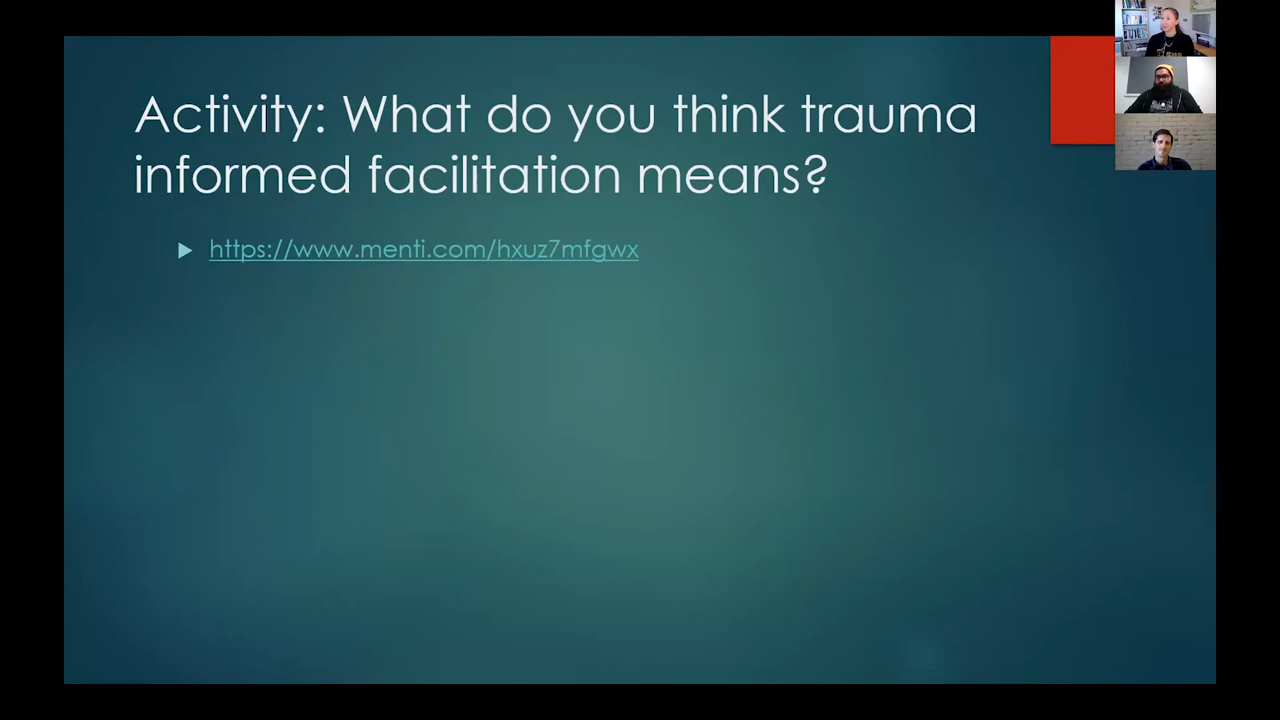 Activity: What do you think trauma
informed facilitation means?
https://www.menti.com/hxuz7mfgwx